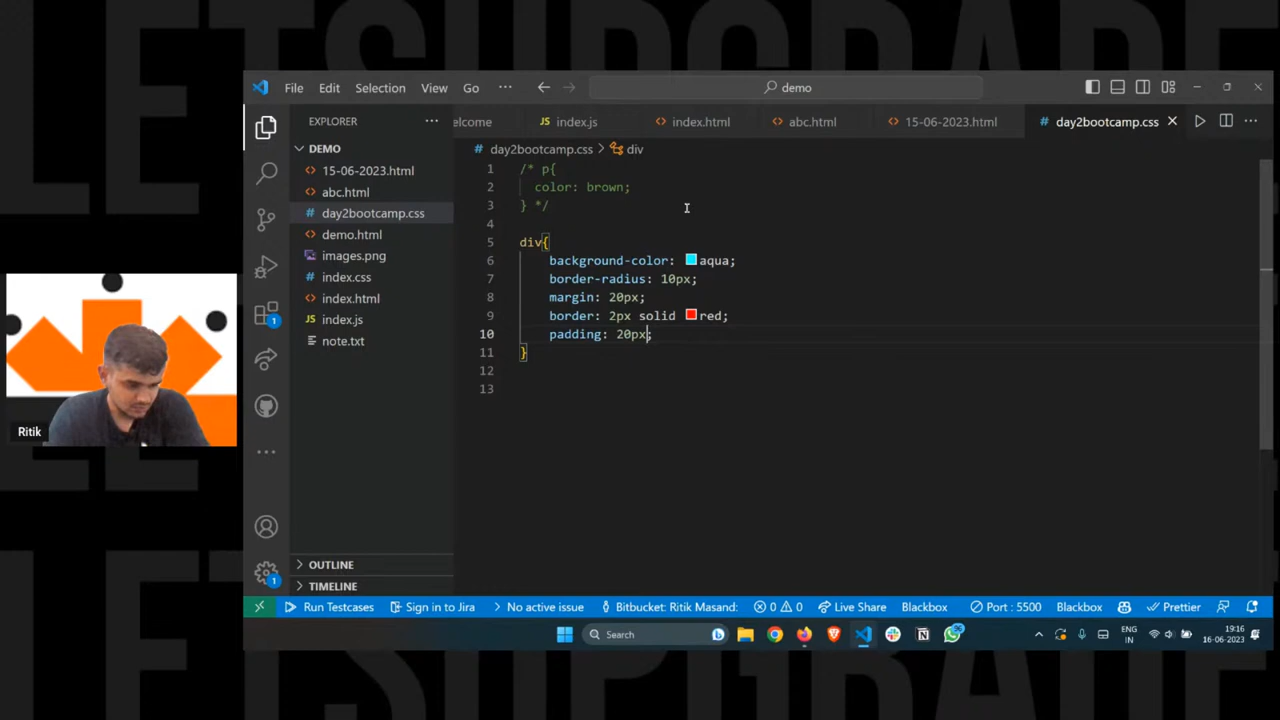 LETSUPGRADE
File Edit Selection View Go ··· demo
EXPLORER ···
elcome
JS index.js
<> index.html
<> abc.html
<> 15-06-2023.html
# day2bootcamp.css
DEMO
<> 15-06-2023.html
<> abc.html
# day2bootcamp.css
<> demo.html
images.png
# index.css
<> index.html
JS index.js
note.txt
OUTLINE
TIMELINE
1
1
# day2bootcamp.css > div
1 /* p{
2 color: brown;
3 } */
4
5 div{
6 background-color: aqua;
7 border-radius: 10px;
8 margin: 20px;
9 border: 2px solid red;
10 padding: 20px;
11 }
12
13
Ritik
Run Testcases Sign in to Jira No active issue Bitbucket: Ritik Masand: 0 0 Live Share Blackbox Port : 5500 Blackbox Prettier
Search
ENG
IN
19:16
16-06-2023
LETSUPGRADE